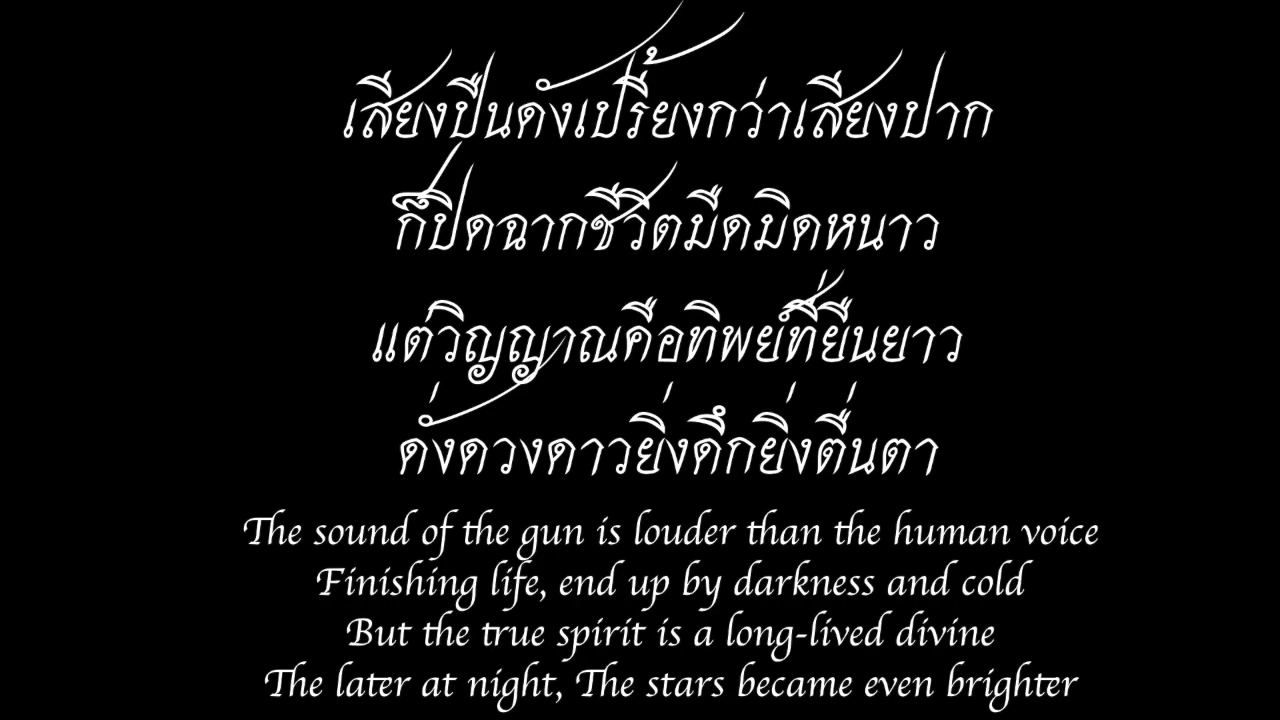 เสียงปืนดังเปรี้ยงกว่าเสียงปาก
ก็ปิดฉากชีวิตมืดมิดหนาว
แต่วิญญาณคือทิพย์ที่ยืนยาว
ดั่งดวงดาวยิ่งดึกยิ่งตื่นตา
The sound of the gun is louder than the human voice
Finishing life, end up by darkness and cold
But the true spirit is a long-lived divine
The later at night, The stars became even brighter